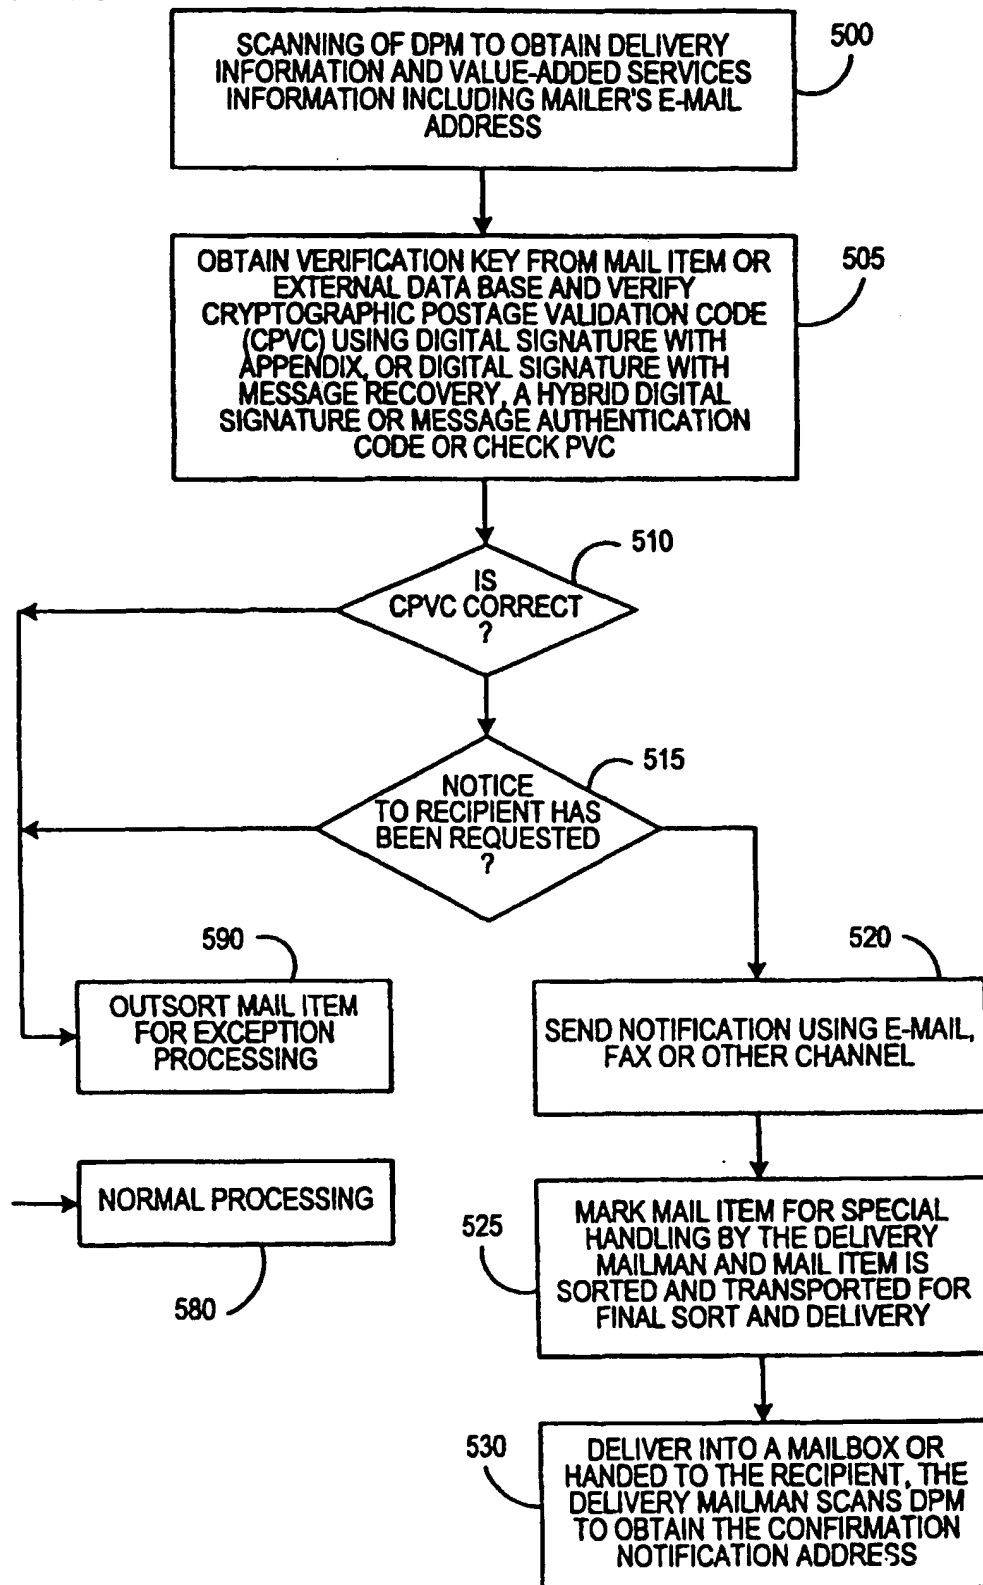 SCANNING OF DPM TO OBTAIN DELIVERY
INFORMATION AND VALUE-ADDED SERVICES
INFORMATION INCLUDING MAILER'S E-MAIL
ADDRESS
500
OBTAIN VERIFICATION KEY FROM MAIL ITEM OR
EXTERNAL DATA BASE AND VERIFY
CRYPTOGRAPHIC POSTAGE VALIDATION CODE
(CPVC) USING DIGITAL SIGNATURE WITH
APPENDIX, OR DIGITAL SIGNATURE WITH
MESSAGE RECOVERY, A HYBRID DIGITAL
SIGNATURE OR MESSAGE AUTHENTICATION
CODE OR CHECK PVC
505
IS
CPVC CORRECT
?
510
NOTICE
TO RECIPIENT HAS
BEEN REQUESTED
?
515
590
OUTSORT MAIL ITEM
FOR EXCEPTION
PROCESSING
520
SEND NOTIFICATION USING E-MAIL,
FAX OR OTHER CHANNEL
NORMAL PROCESSING
580
525
MARK MAIL ITEM FOR SPECIAL
HANDLING BY THE DELIVERY
MAILMAN AND MAIL ITEM IS
SORTED AND TRANSPORTED FOR
FINAL SORT AND DELIVERY
530
DELIVER INTO A MAILBOX OR
HANDED TO THE RECIPIENT, THE
DELIVERY MAILMAN SCANS DPM
TO OBTAIN THE CONFIRMATION
NOTIFICATION ADDRESS